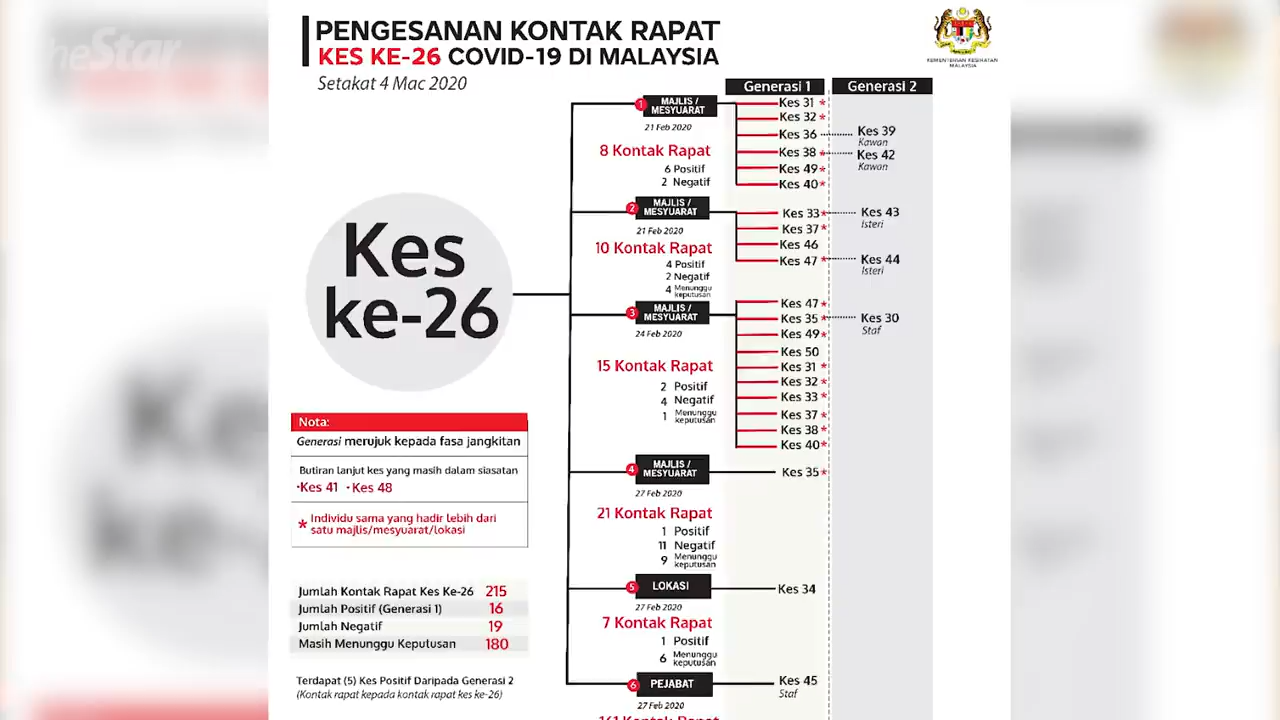 theStar
PENGESANAN KONTAK RAPAT
KES KE-26 COVID-19 DI MALAYSIA
Setakat 4 Mac 2020
KEMENTERIAN KESIHATAN
MALAYSIA
Generasi 1
Generasi 2
Kes
ke-26
1
MAJLIS /
MESYUARAT
21 Feb 2020
8 Kontak Rapat
6 Positif
2 Negatif
Kes 31 *
Kes 32 *
Kes 36
Kes 39
Kawan
Kes 38 *
Kes 42
Kawan
Kes 49 *
Kes 40 *
2
MAJLIS /
MESYUARAT
21 Feb 2020
10 Kontak Rapat
4 Positif
2 Negatif
4 Menunggu
keputusan
Kes 33 *
Kes 43
Isteri
Kes 37 *
Kes 46
Kes 47 *
Kes 44
Isteri
3
MAJLIS /
MESYUARAT
24 Feb 2020
15 Kontak Rapat
2 Positif
4 Negatif
1 Menunggu
keputusan
Kes 47 *
Kes 35 *
Kes 30
Staf
Kes 49 *
Kes 50
Kes 31 *
Kes 32 *
Kes 33 *
Kes 37 *
Kes 38 *
Kes 40 *
4
MAJLIS /
MESYUARAT
27 Feb 2020
21 Kontak Rapat
1 Positif
11 Negatif
9 Menunggu
keputusan
Kes 35 *
5
LOKASI
27 Feb 2020
7 Kontak Rapat
1 Positif
6 Menunggu
keputusan
Kes 34
6
PEJABAT
27 Feb 2020
Kes 45
Staf
Nota:
Generasi merujuk kepada fasa jangkitan
Butiran lanjut kes yang masih dalam siasatan
•Kes 41 •Kes 48
* Individu sama yang hadir lebih dari
satu majlis/mesyuarat/lokasi
Jumlah Kontak Rapat Kes Ke-26 215
Jumlah Positif (Generasi 1) 16
Jumlah Negatif 19
Masih Menunggu Keputusan 180
Terdapat (5) Kes Positif Daripada Generasi 2
(Kontak rapat kepada kontak rapat kes ke-26)